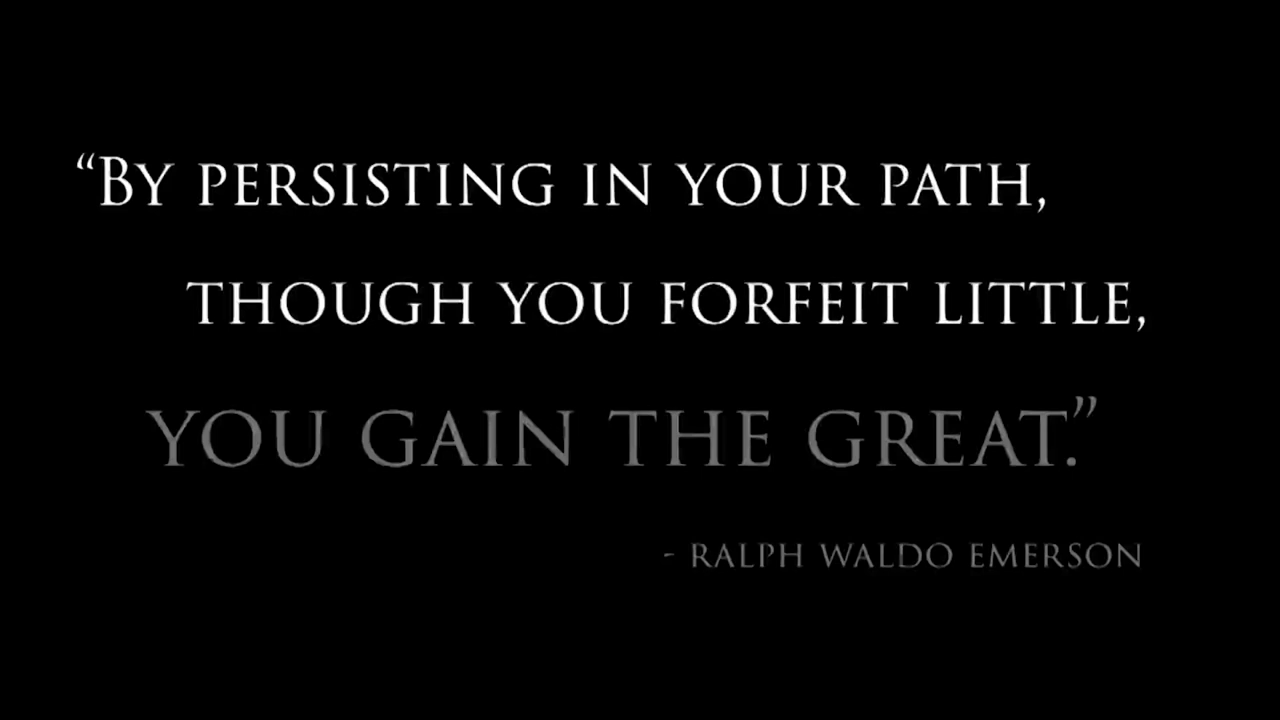 “By persisting in your path,
though you forfeit little,
you gain the great.”
- Ralph Waldo Emerson